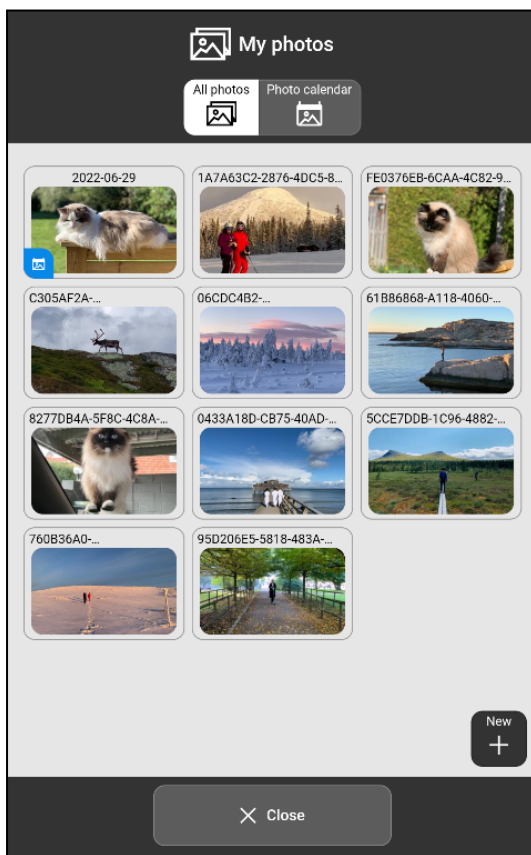 My photos
All photos
Photo calendar
2022-06-29
1A7A63C2-2876-4DC5-8...
FE0376EB-6CAA-4C82-9...
C305AF2A-...
06CDC4B2-...
61B86868-A118-4060-...
8277DB4A-5F8C-4C8A-...
0433A18D-CB75-40AD-...
5CCE7DDB-1C96-4882-...
760B36A0-...
95D206E5-5818-483A-...
New
Close